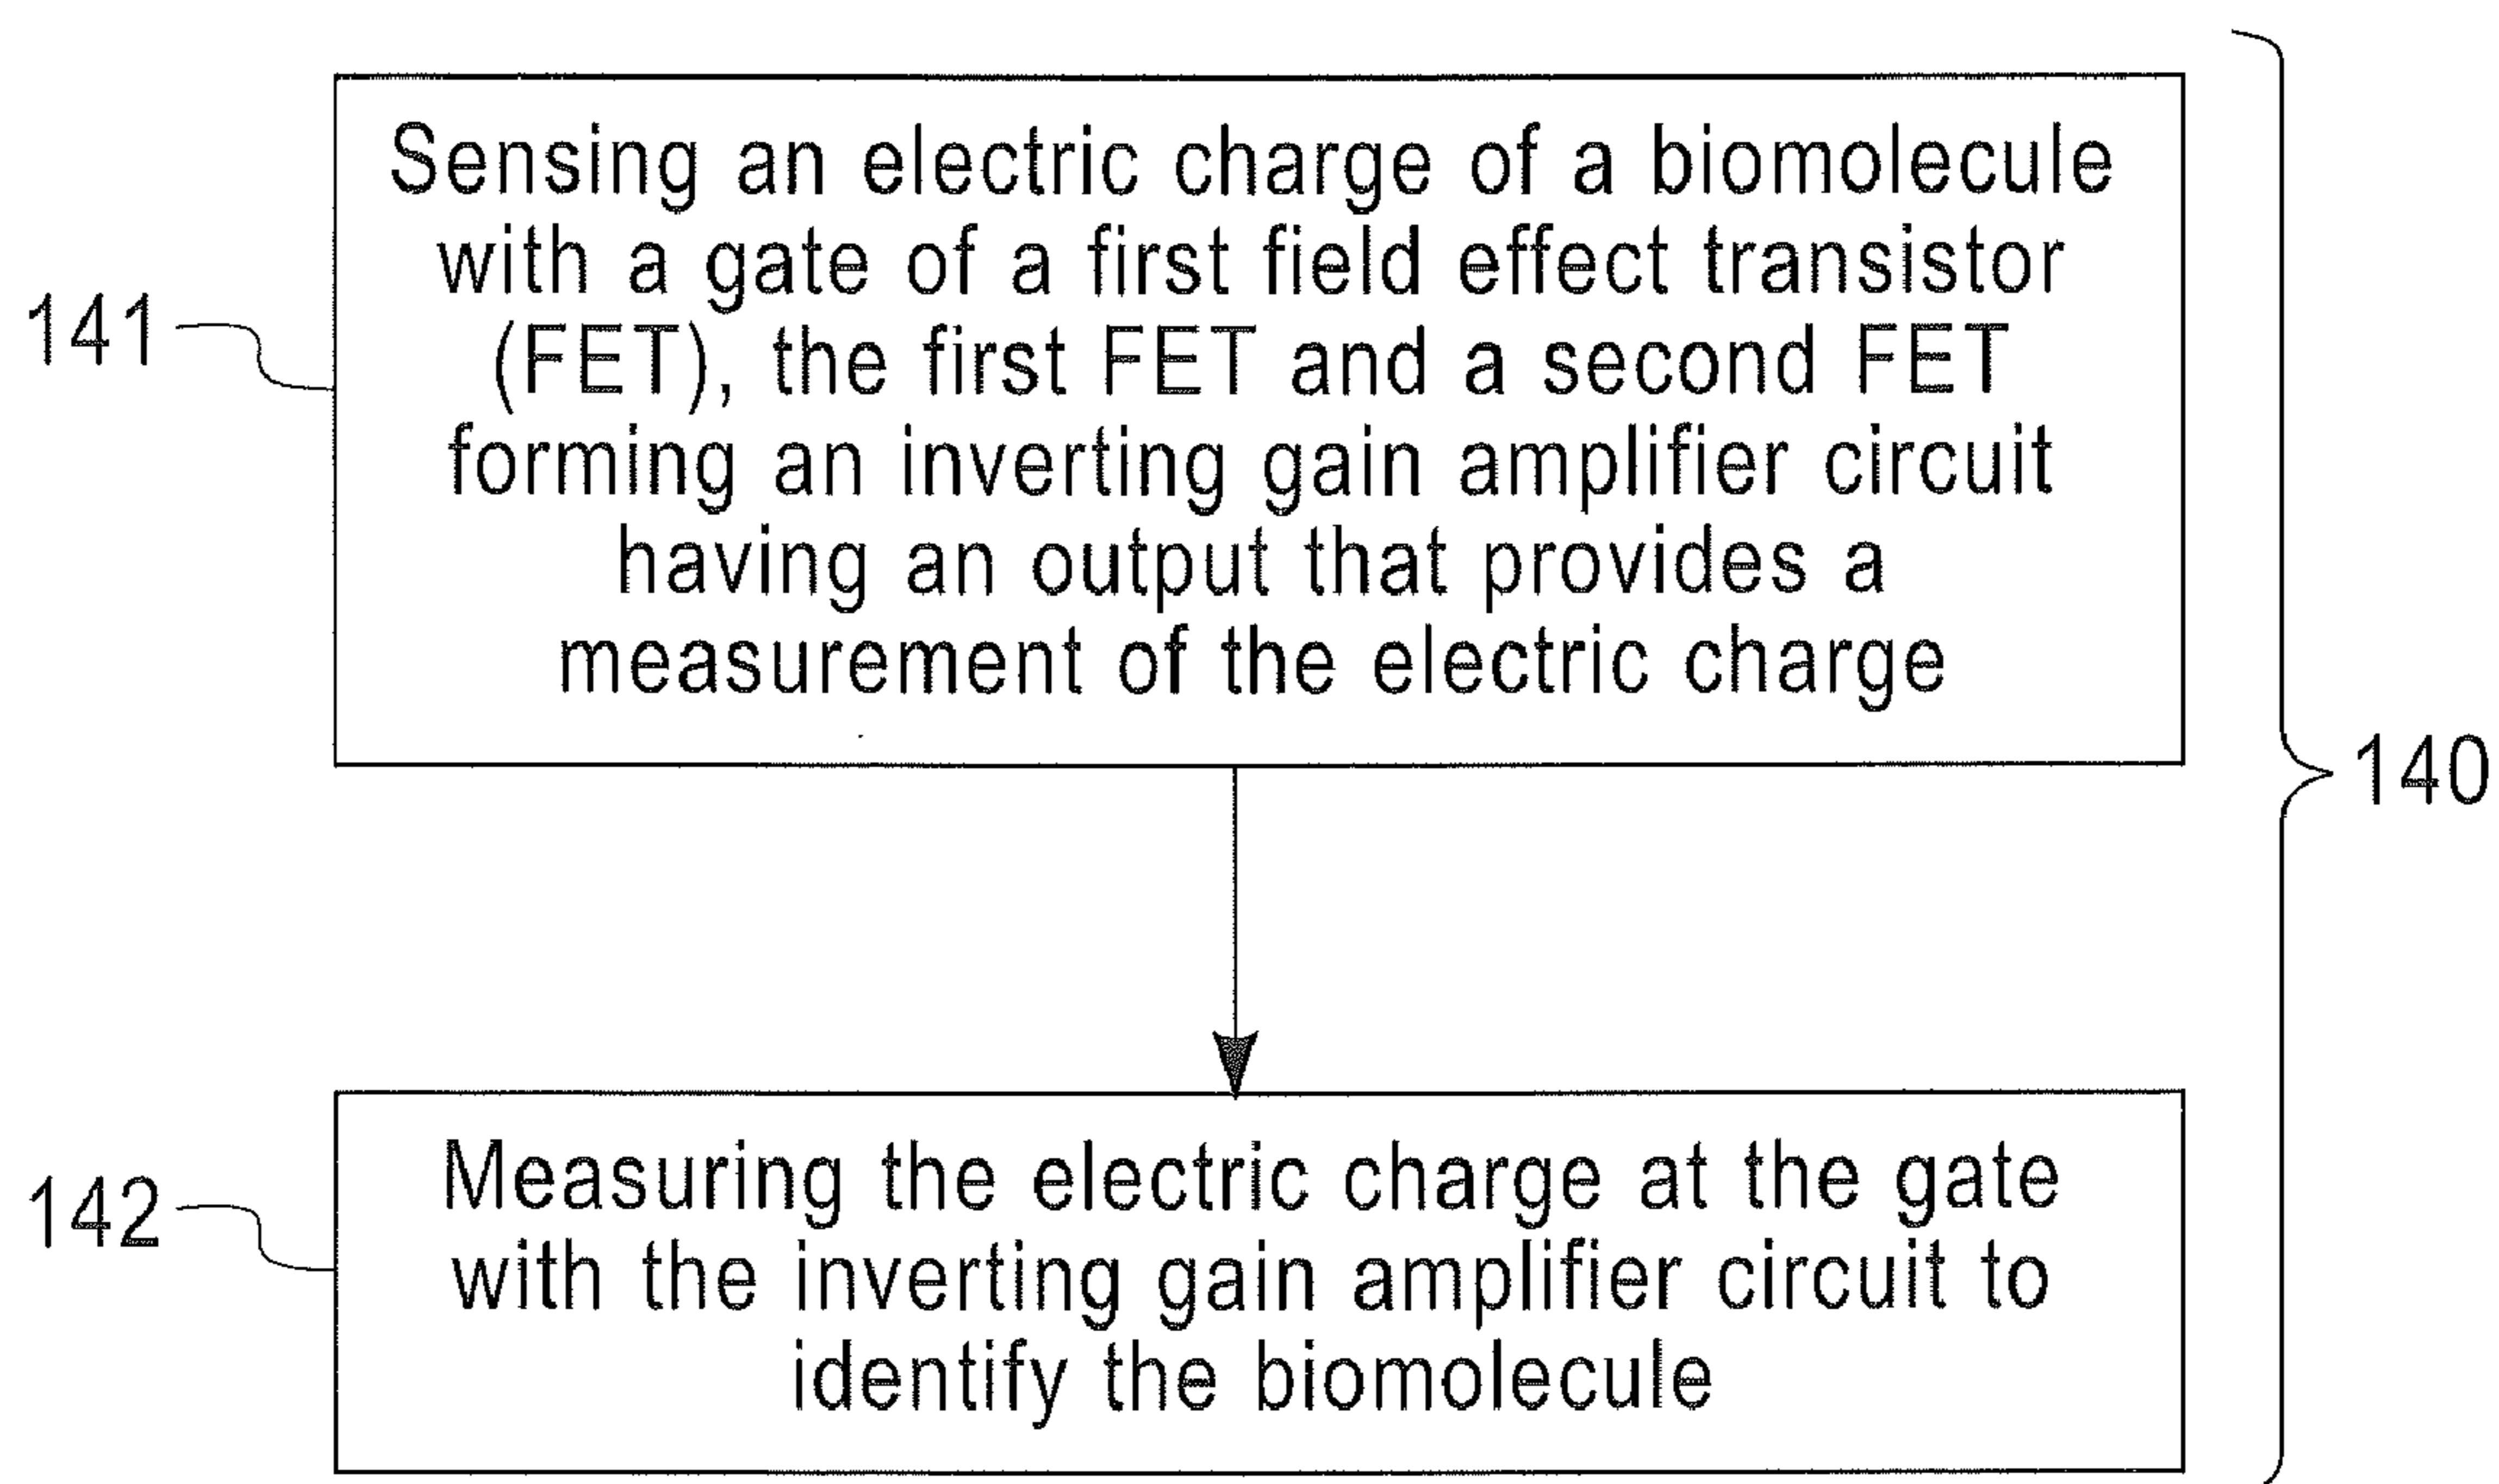 Sensing an electric charge of a biomolecule
with a gate of a first field effect transistor
(FET), the first FET and a second FET
forming an inverting gain amplifier circuit
having an output that provides a
measurement of the electric charge
141
140
Measuring the electric charge at the gate
with the inverting gain amplifier circuit to
identify the biomolecule
142